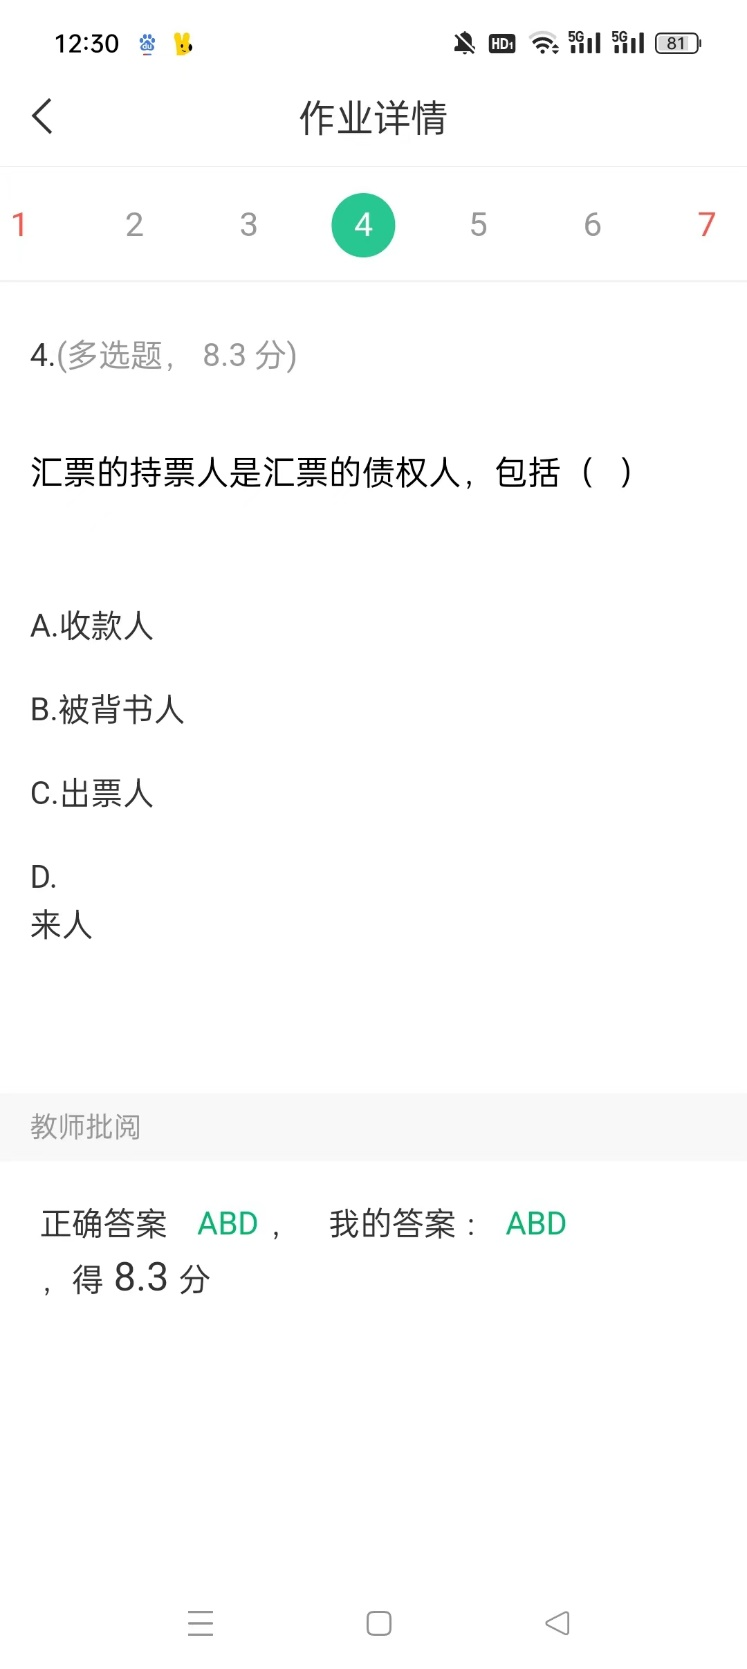 12:30 du HD1 5G 5G 81
作业详情
1 2 3 4 5 6 7
4.(多选题， 8.3 分)
汇票的持票人是汇票的债权人，包括（ ）
A.收款人
B.被背书人
C.出票人
D.
来人
教师批阅
正确答案 ABD ， 我的答案： ABD
，得 8.3 分